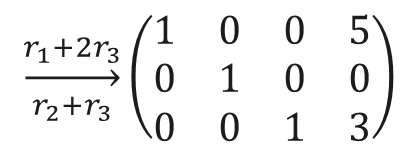 r₁+2r₃
r₂+r₃
1 0 0 5
0 1 0 0
0 0 1 3